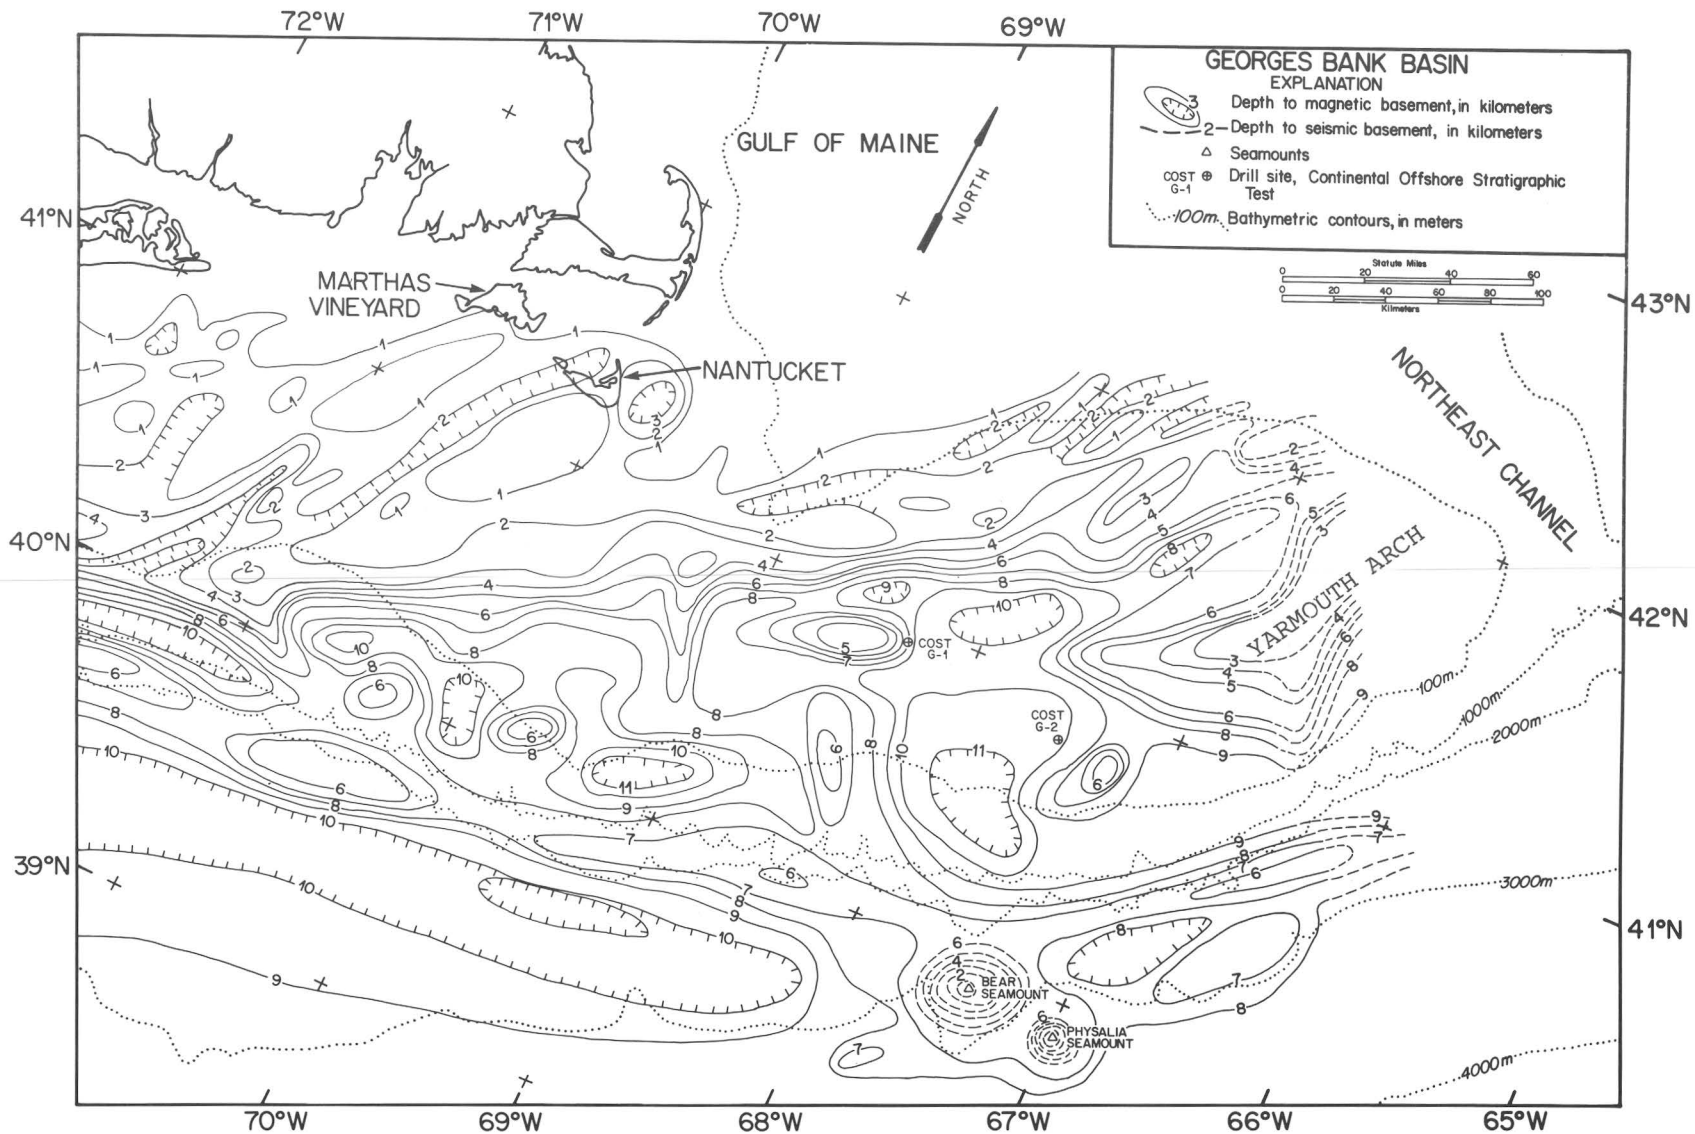 72°W 71°W 70°W 69°W
GEORGES BANK BASIN
EXPLANATION
3 Depth to magnetic basement, in kilometers
2 Depth to seismic basement, in kilometers
Seamounts
COST G-1 Drill site, Continental Offshore Stratigraphic
Test
100m Bathymetric contours, in meters
Statute Miles
0 20 40 60
0 20 40 60 80 100
Kilometers
GULF OF MAINE
NORTH
41°N
43°N
MARTHAS
VINEYARD
NANTUCKET
NORTHEAST CHANNEL
40°N
YARMOUTH ARCH
42°N
COST
G-1
COST
G-2
100m
1000m
2000m
39°N
3000m
41°N
BEAR
SEAMOUNT
PHYSALIA
SEAMOUNT
4000m
70°W 69°W 68°W 67°W 66°W 65°W